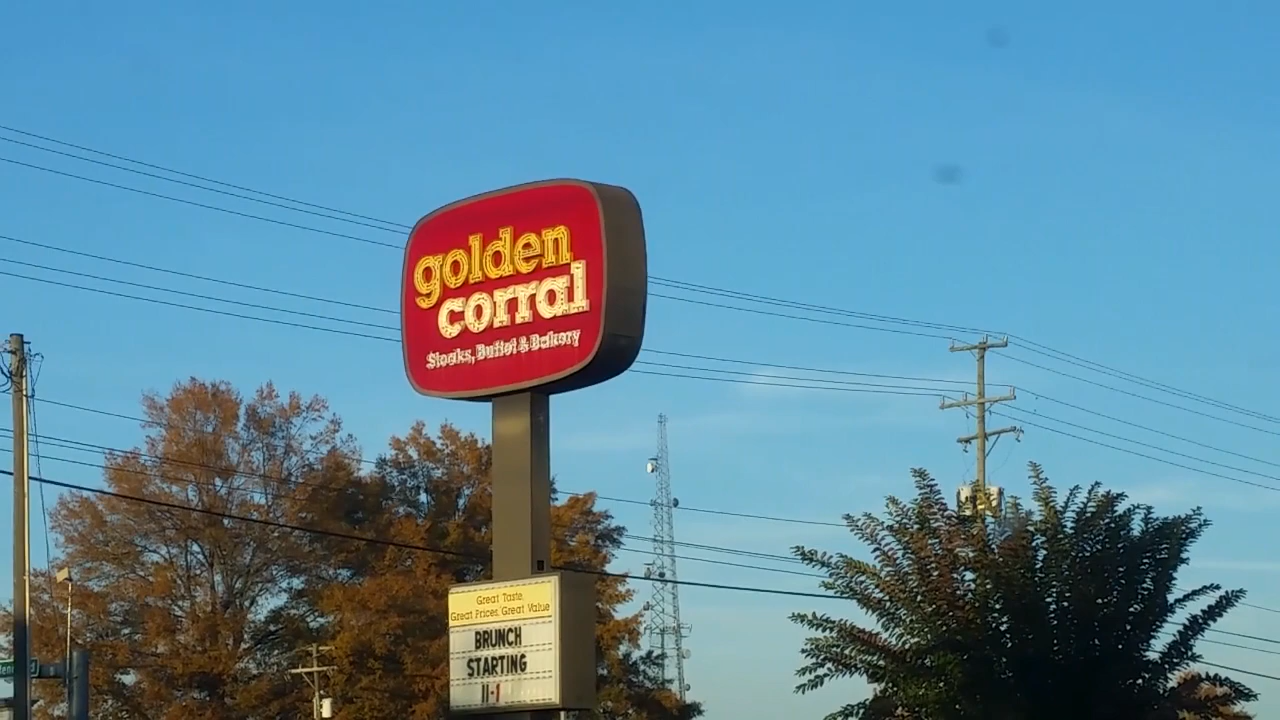 golden
corral
Steaks, Buffet & Bakery
Great Taste,
Great Prices, Great Value
BRUNCH
STARTING
11-1